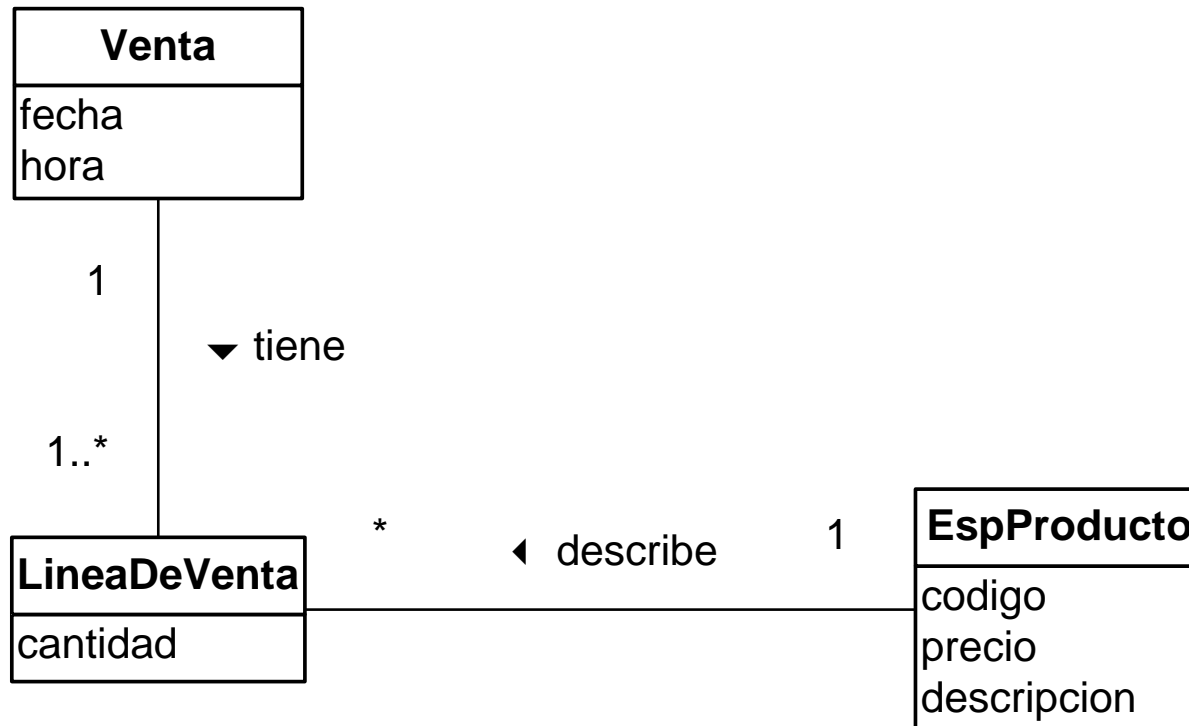 Venta
fecha
hora
1
tiene
1..*
* describe 1
LineaDeVenta
cantidad
EspProducto
codigo
precio
descripcion